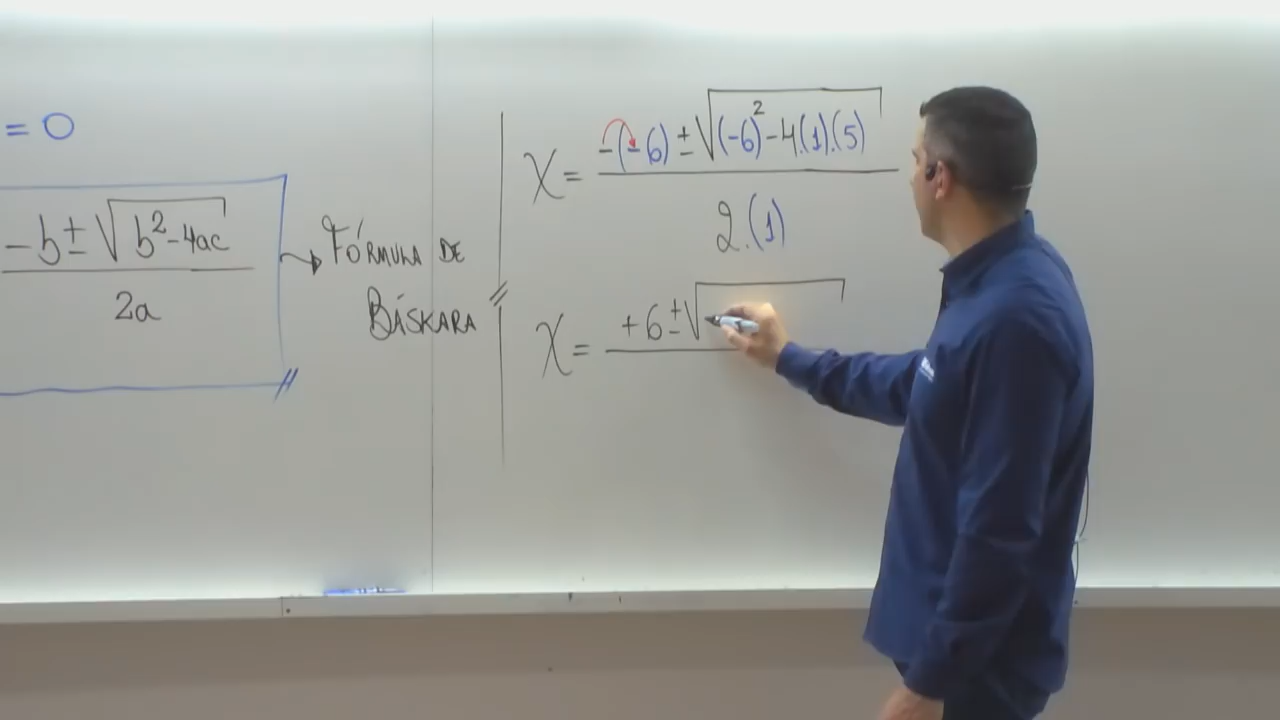 = 0
-b ± √b²-4ac
2a
FÓRMULA DE
BÁSKARA
x = -(-6) ± √(-6)²-4.(1).(5)
2.(1)
x = +6 ± √